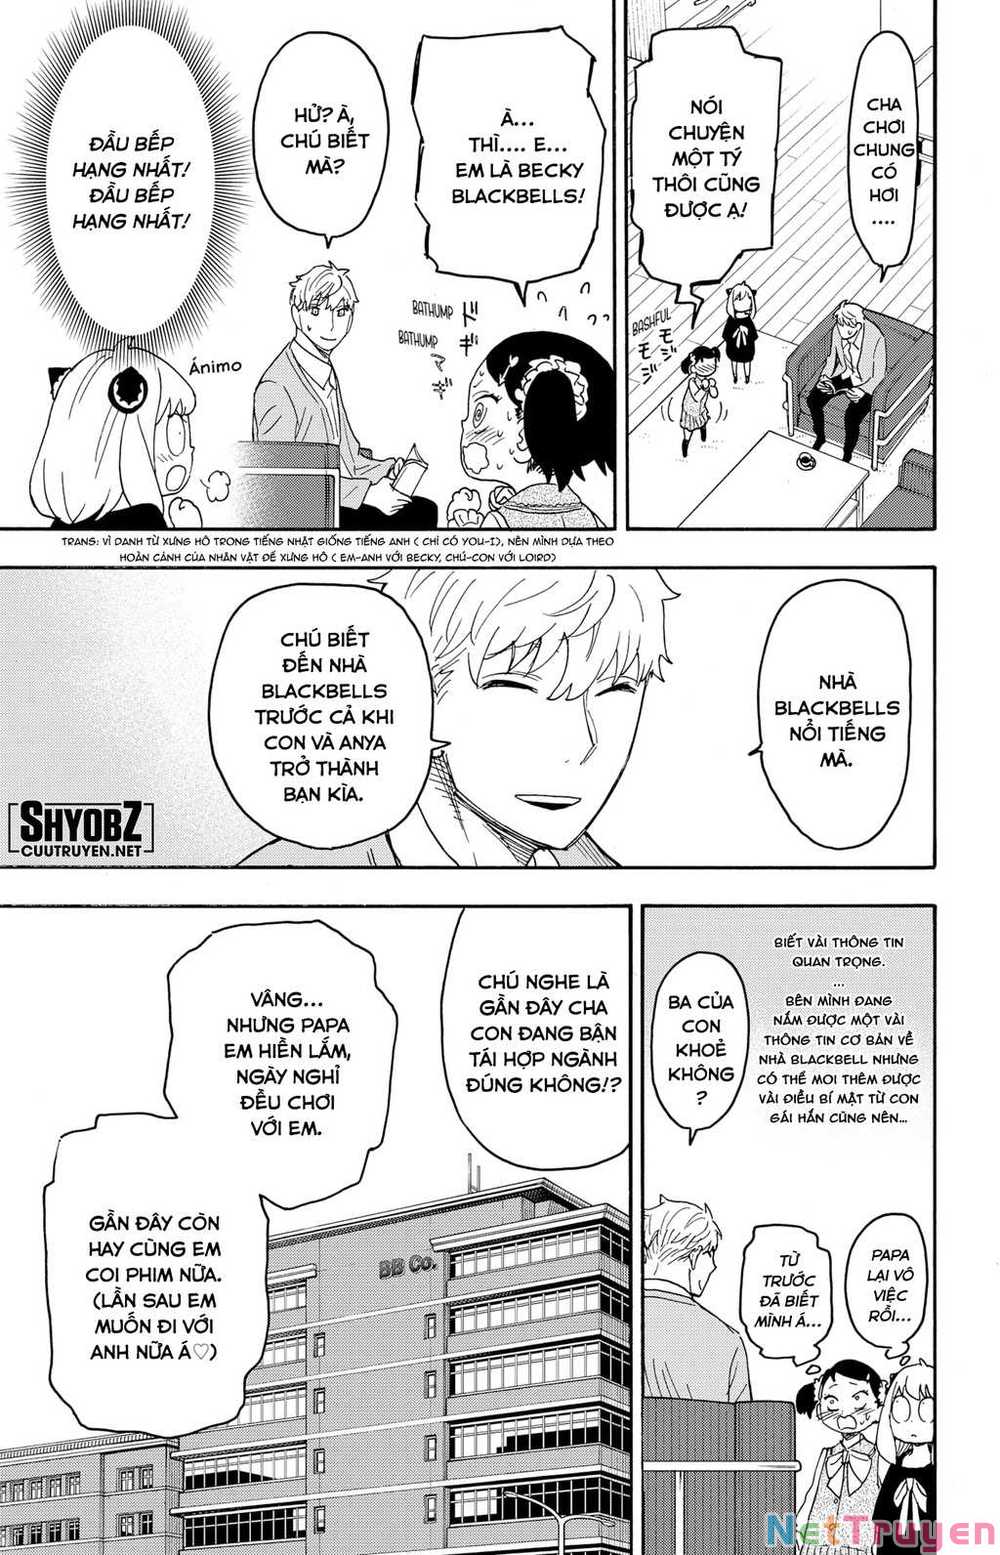 CHA
CHƠI
CHUNG
CÓ
HƠI
....
NÓI
CHUYỆN
MỘT TÝ
THÔI CŨNG
ĐƯỢC Ạ!
BASHFUL
モジ
モジ
À...
THÌ.... E...
EM LÀ BECKY
BLACKBELLS!
BATHUMP
BATHUMP
HỬ? À,
CHÚ BIẾT
MÀ?
ĐẦU BẾP
HẠNG NHẤT!
ĐẦU BẾP
HẠNG NHẤT!
Ánimo
TRANS: VÌ DANH TỪ XƯNG HÔ TRONG TIẾNG NHẬT GIỐNG TIẾNG ANH ( CHỈ CÓ YOU-I), NÊN MÌNH DỰA THEO
HOÀN CẢNH CỦA NHÂN VẬT ĐỂ XƯNG HÔ ( EM-ANH VỚI BECKY, CHÚ-CON VỚI LOIRD)
NHÀ
BLACKBELLS
NỔI TIẾNG
MÀ.
CHÚ BIẾT
ĐẾN NHÀ
BLACKBELLS
TRƯỚC CẢ KHI
CON VÀ ANYA
TRỞ THÀNH
BẠN KÌA.
SHYOBZ
CUUTRUYEN.NET
BIẾT VÀI THÔNG TIN
QUAN TRỌNG.
...
BÊN MÌNH ĐANG
NẮM ĐƯỢC MỘT VÀI
THÔNG TIN CƠ BẢN VỀ
NHÀ BLACKBELL NHƯNG
CÓ THỂ MOI THÊM ĐƯỢC
VÀI ĐIỀU BÍ MẬT TỪ CON
GÁI HẮN CŨNG NÊN...
BA CỦA
CON
KHOẺ
KHÔNG
?
PAPA
LẠI VÔ
VIỆC
RỒI...
TỪ
TRƯỚC
ĐÃ BIẾT
MÌNH Á...
CHÚ NGHE LÀ
GẦN ĐÂY CHA
CON ĐANG BẬN
TÁI HỢP NGÀNH
ĐÚNG KHÔNG!?
VÂNG...
NHƯNG PAPA
EM HIỀN LẮM,
NGÀY NGHỈ
ĐỀU CHƠI
VỚI EM.
GẦN ĐÂY CÒN
HAY CÙNG EM
COI PHIM NỮA.
(LẦN SAU EM
MUỐN ĐI VỚI
ANH NỮA Á♡)
BB Co.
NetTruyen